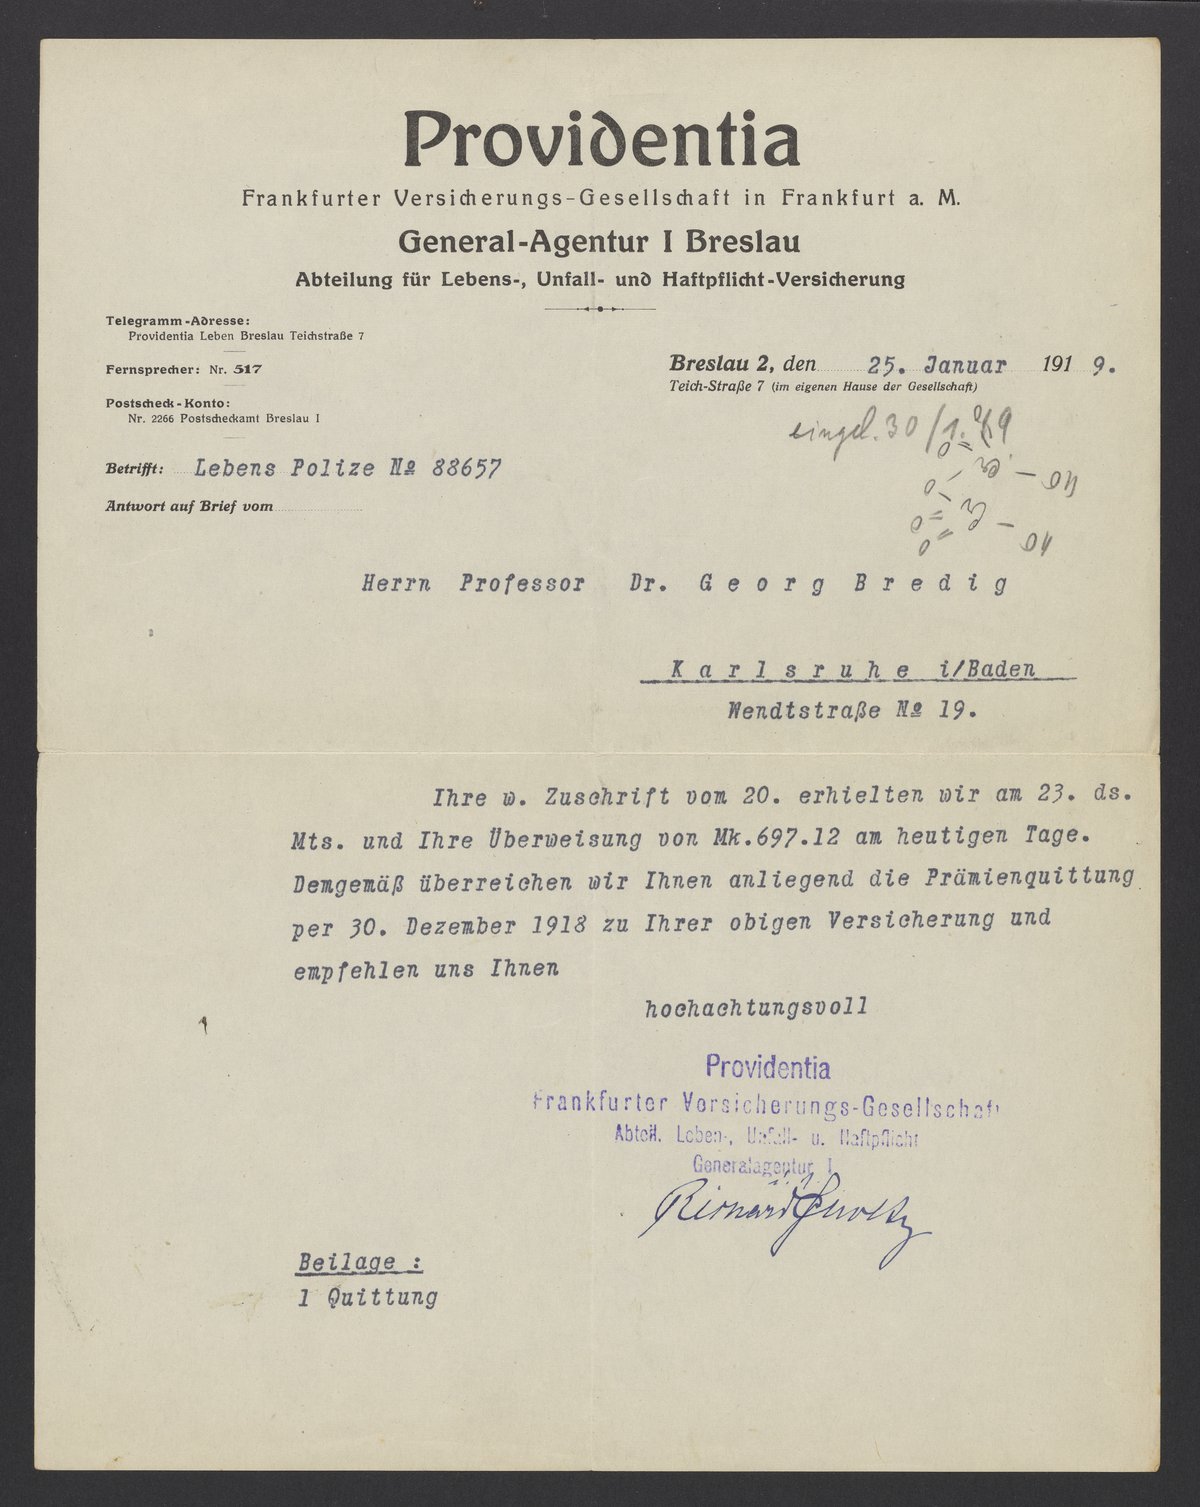 Providentia
Frankfurter Versicherungs-Gesellschaft in Frankfurt a. M.
General-Agentur I Breslau
Abteilung für Lebens-, Unfall- und Haftpflicht-Versicherung
Telegramm-Adresse:
Providentia Leben Breslau Teichstraße 7
Fernsprecher: Nr. 517
Postscheck-Konto:
Nr. 2266 Postscheckamt Breslau I
Breslau 2, den 25. Januar 1919.
Teich-Straße 7 (im eigenen Hause der Gesellschaft)
eingel. 30/1. 19
Betrifft: Lebens Polize № 88657
Antwort auf Brief vom
Herrn Professor Dr. Georg Bredig
Karlsruhe i/Baden
Wendtstraße № 19.
Ihre w. Zuschrift vom 20. erhielten wir am 23. ds.
Mts. und Ihre Überweisung von Mk.697.12 am heutigen Tage.
Demgemäß überreichen wir Ihnen anliegend die Prämienquittung
per 30. Dezember 1918 zu Ihrer obigen Versicherung und
empfehlen uns Ihnen
hochachtungsvoll
Providentia
Frankfurter Versicherungs-Gesellschaft
Abteil. Leben-, Unfall- u. Haftpflicht
Generalagentur I
Beilage :
1 Quittung